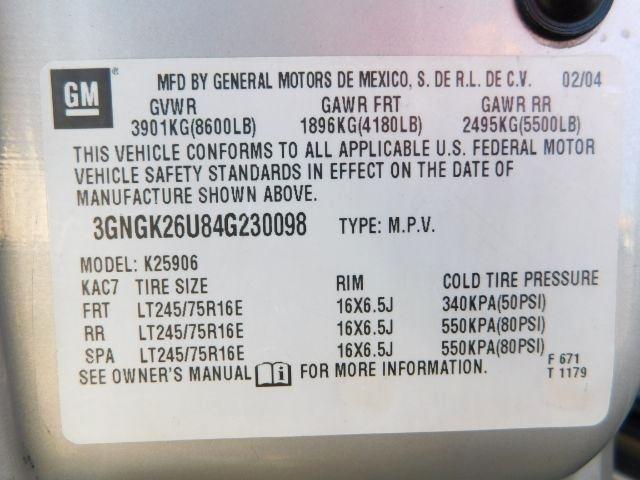 GM® MFD BY GENERAL MOTORS DE MEXICO, S. DE R.L. DE C.V. 02/04
GVWR GAWR FRT GAWR RR
3901KG(8600LB) 1896KG(4180LB) 2495KG(5500LB)
THIS VEHICLE CONFORMS TO ALL APPLICABLE U.S. FEDERAL MOTOR
VEHICLE SAFETY STANDARDS IN EFFECT ON THE DATE OF
MANUFACTURE SHOWN ABOVE.
3GNGK26U84G230098 TYPE: M.P.V.
MODEL: K25906
KAC7 TIRE SIZE RIM COLD TIRE PRESSURE
FRT LT245/75R16E 16X6.5J 340KPA(50PSI)
RR LT245/75R16E 16X6.5J 550KPA(80PSI)
SPA LT245/75R16E 16X6.5J 550KPA(80PSI)
F 671
SEE OWNER'S MANUAL i FOR MORE INFORMATION. T 1179